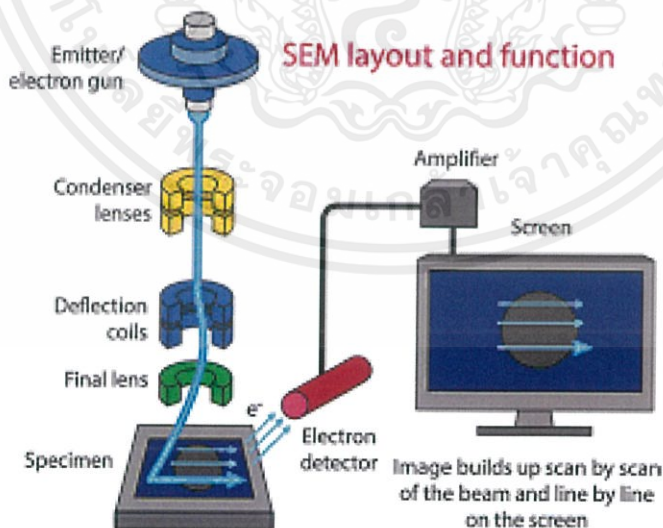 SEM layout and function
Emitter/
electron gun
Condenser
lenses
Amplifier
Screen
Deflection
coils
Final lens
e-
Specimen
Electron
detector
Image builds up scan by scan
of the beam and line by line
on the screen